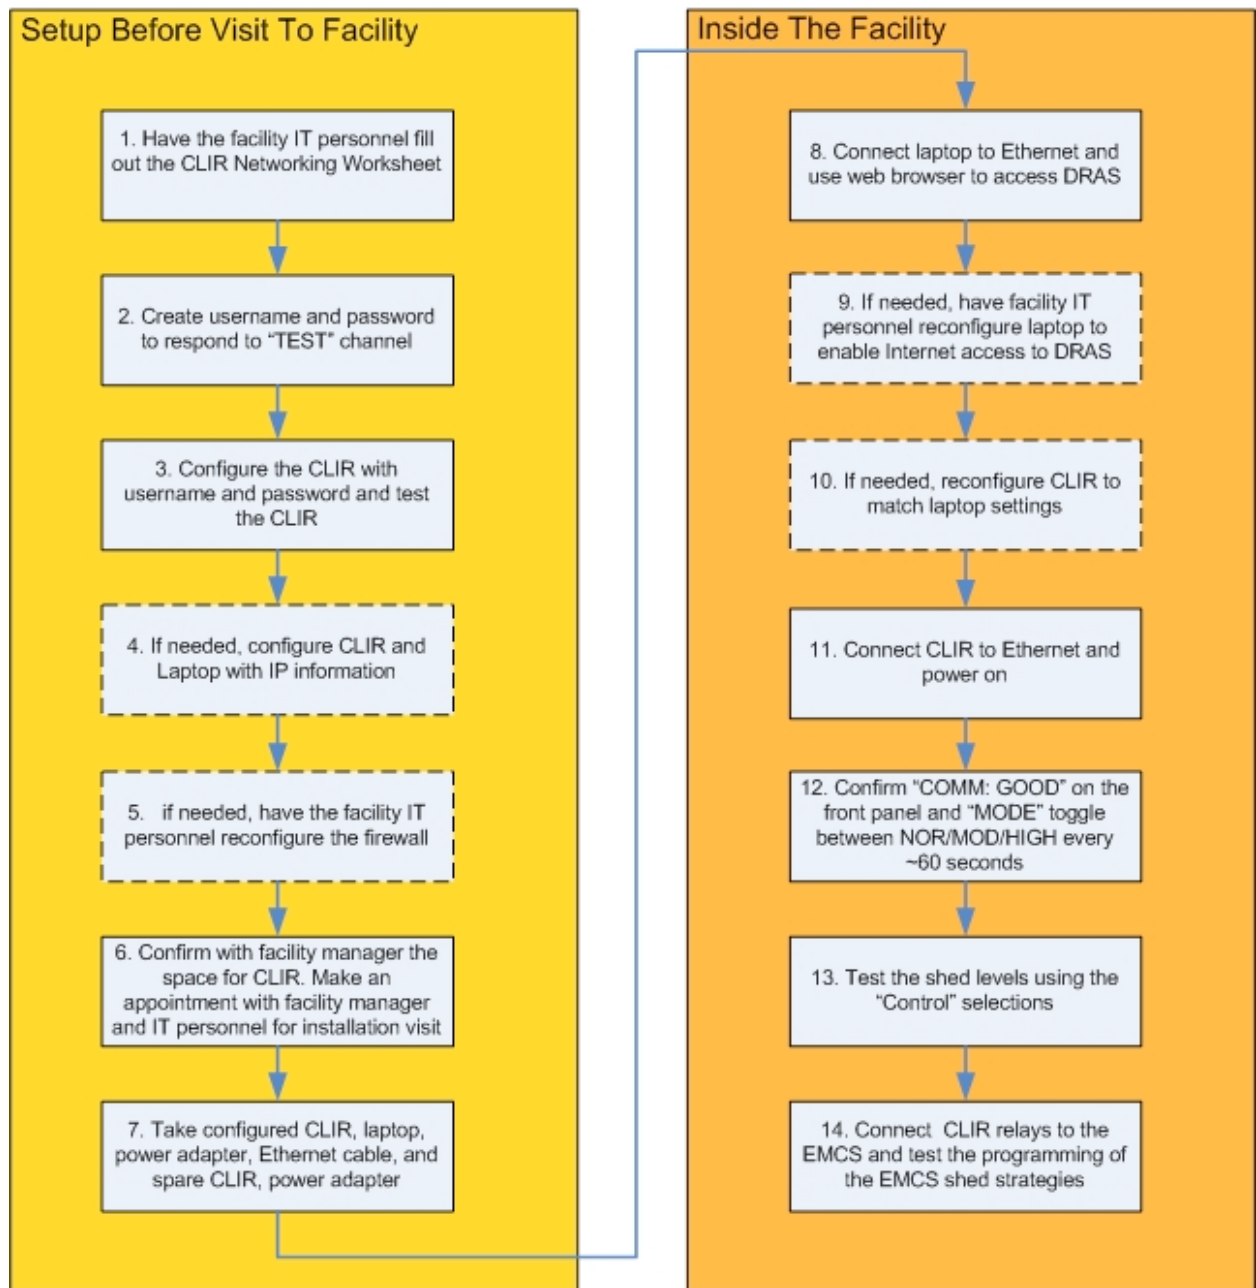 Setup Before Visit To Facility
1. Have the facility IT personnel fill
out the CLIR Networking Worksheet
2. Create username and password
to respond to “TEST” channel
3. Configure the CLIR with
username and password and test
the CLIR
4. If needed, configure CLIR and
Laptop with IP information
5. if needed, have the facility IT
personnel reconfigure the firewall
6. Confirm with facility manager the
space for CLIR. Make an
appointment with facility manager
and IT personnel for installation visit
7. Take configured CLIR, laptop,
power adapter, Ethernet cable, and
spare CLIR, power adapter
Inside The Facility
8. Connect laptop to Ethernet and
use web browser to access DRAS
9. If needed, have facility IT
personnel reconfigure laptop to
enable Internet access to DRAS
10. If needed, reconfigure CLIR to
match laptop settings
11. Connect CLIR to Ethernet and
power on
12. Confirm “COMM: GOOD” on the
front panel and “MODE” toggle
between NOR/MOD/HIGH every
~60 seconds
13. Test the shed levels using the
“Control” selections
14. Connect CLIR relays to the
EMCS and test the programming of
the EMCS shed strategies